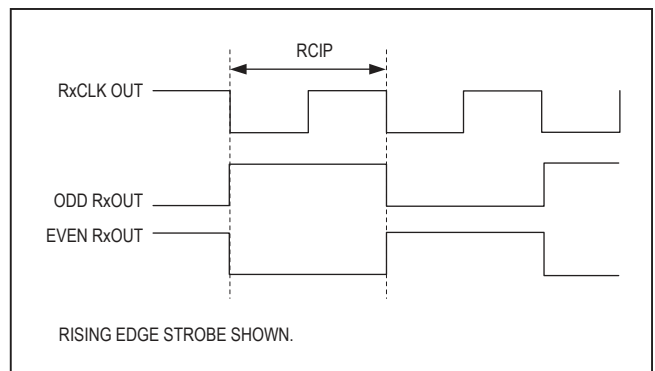 RCIP
RxCLK OUT
ODD RxOUT
EVEN RxOUT
RISING EDGE STROBE SHOWN.